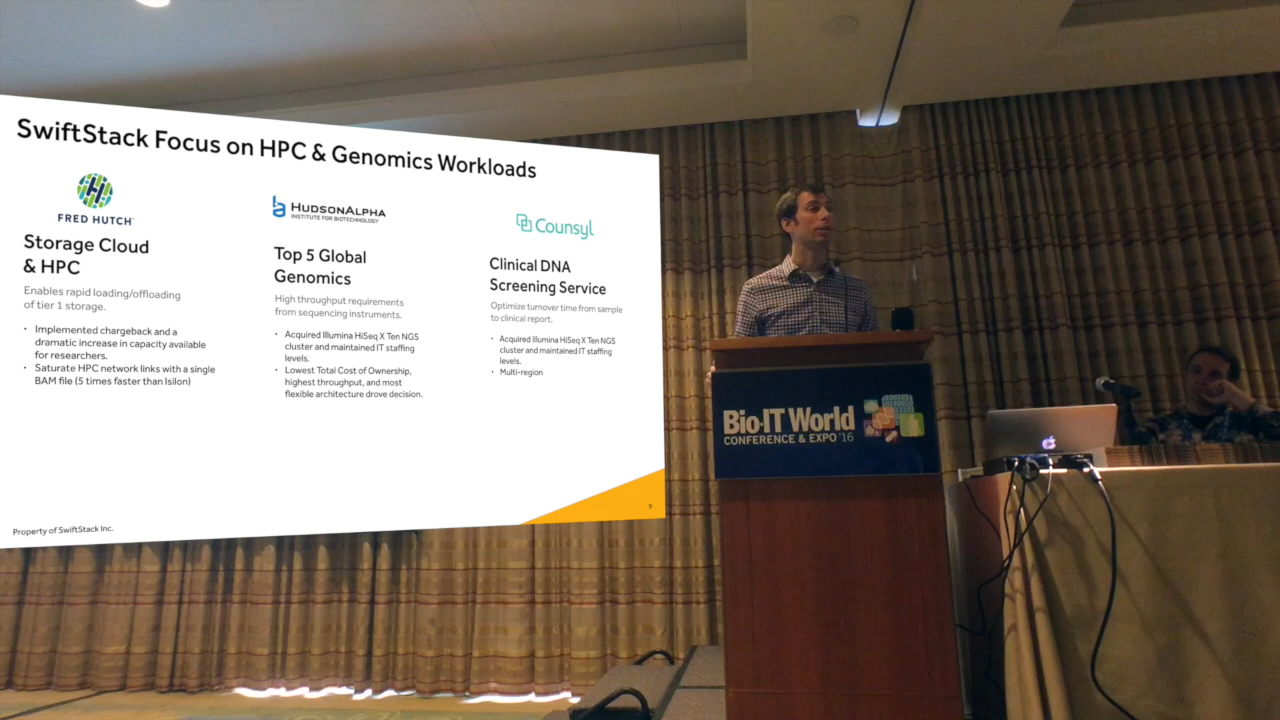 SwiftStack Focus on HPC & Genomics Workloads
FRED HUTCH
Storage Cloud
& HPC
Enables rapid loading/offloading
of tier 1 storage.
• Implemented chargeback and a
dramatic increase in capacity available
for researchers.
• Saturate HPC network links with a single
BAM file (5 times faster than Isilon)
HUDSONALPHA
INSTITUTE FOR BIOTECHNOLOGY
Top 5 Global
Genomics
High throughput requirements
from sequencing instruments.
• Acquired Illumina HiSeq X Ten NGS
cluster and maintained IT staffing
levels.
• Lowest Total Cost of Ownership,
highest throughput, and most
flexible architecture drove decision.
Counsyl
Clinical DNA
Screening Service
Optimize turnover time from sample
to clinical report.
• Acquired Illumina HiSeq X Ten NGS
cluster and maintained IT staffing
levels.
• Multi-region
Property of SwiftStack Inc.
9
Bio·IT World
CONFERENCE & EXPO '16